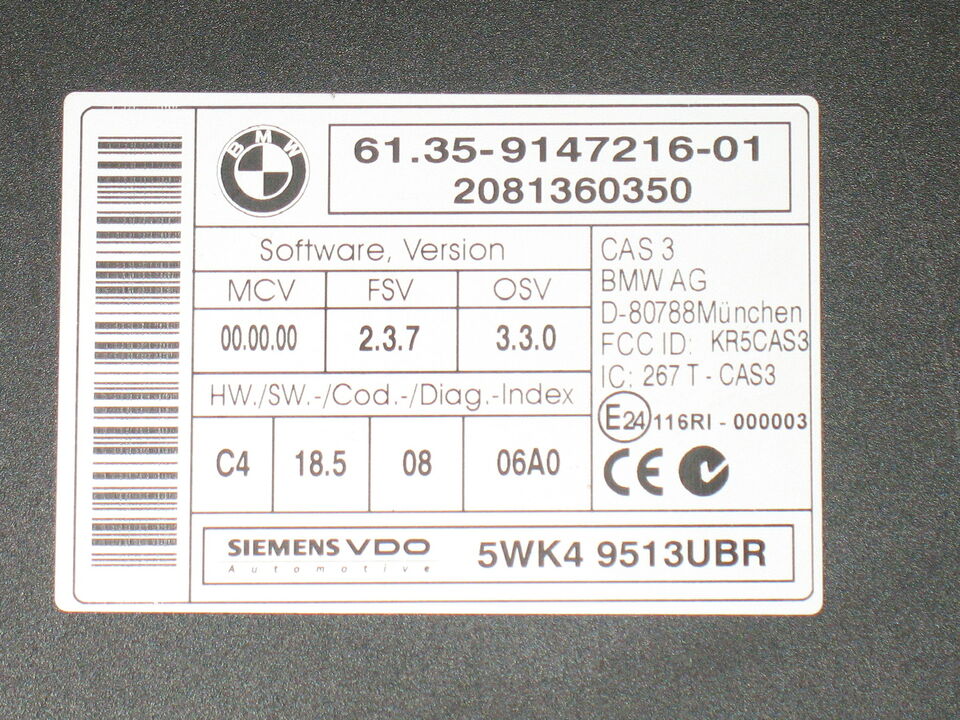 BMW
61.35-9147216-01
2081360350
Software, Version
MCV FSV OSV
00.00.00 2.3.7 3.3.0
HW./SW.-/Cod.-/Diag.-Index
C4 18.5 08 06A0
CAS 3
BMW AG
D-80788München
FCC ID: KR5CAS3
IC: 267 T - CAS3
E24 116RI - 000003
CE
SIEMENS VDO
Automotive
5WK4 9513UBR